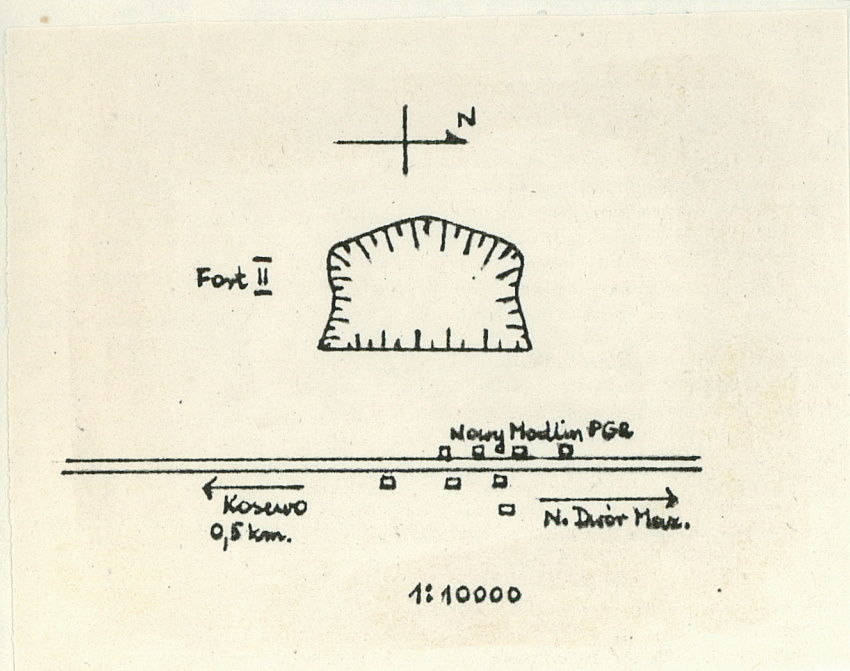 N
Fort II
Nowy Modlin PGR
Kosewo
0,5 km.
N. Dwór Maz.
1:10000